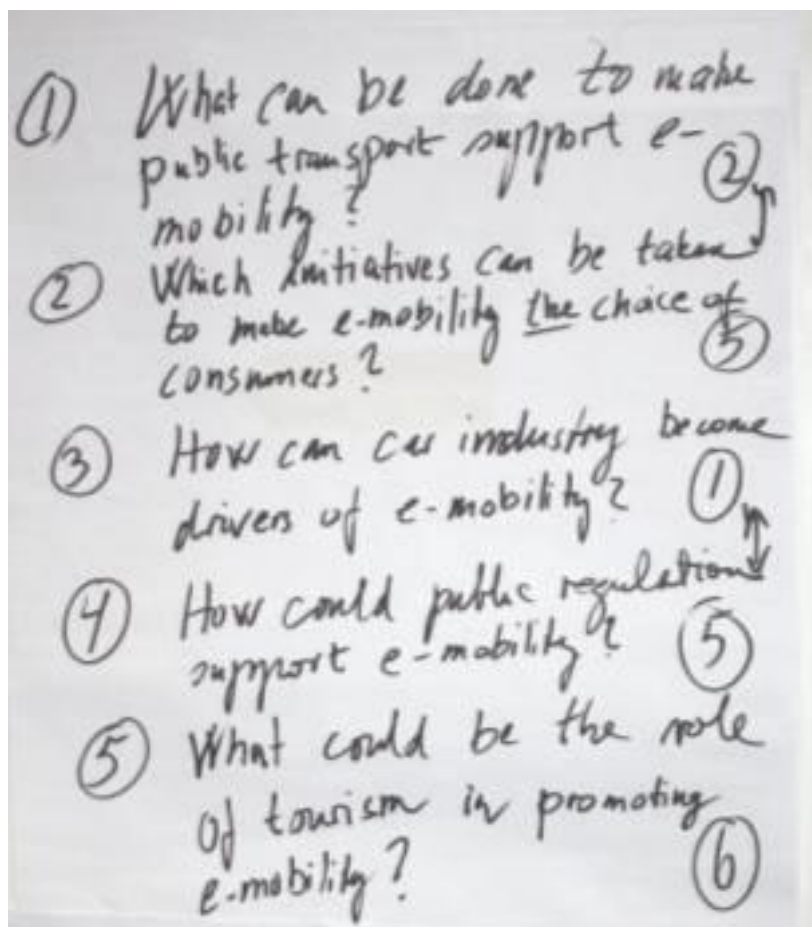 ① What can be done to make
public transport support e-
mobility? ②
② Which initiatives can be taken
to make e-mobility the choice of
consumers? ⑤
③ How can car industry become
drivers of e-mobility? ①
④ How could public regulations
support e-mobility? ⑤
⑤ What could be the role
of tourism in promoting
e-mobility? ⑥